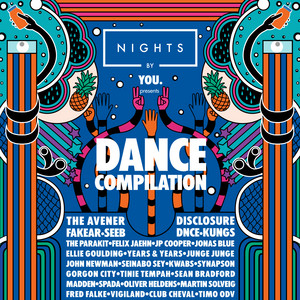 NIGHTS
BY
YOU.
presents
DANCE
COMPILATION
THE AVENER DISCLOSURE
FAKEAR•SEEB DNCE•KUNGS
THE PARAKIT•FELIX JAEHN•JP COOPER•JONAS BLUE
ELLIE GOULDING•YEARS & YEARS•JUNGE JUNGE
JOHN NEWMAN•SEINABO SEY•KWABS•SYNAPSON
GORGON CITY•TINIE TEMPAH•SEAN BRADFORD
MADDEN•SPADA•OLIVER HELDENS•MARTIN SOLVEIG
FRED FALKE•VIGILAND•CLUB CHEVAL•TIMO ODV